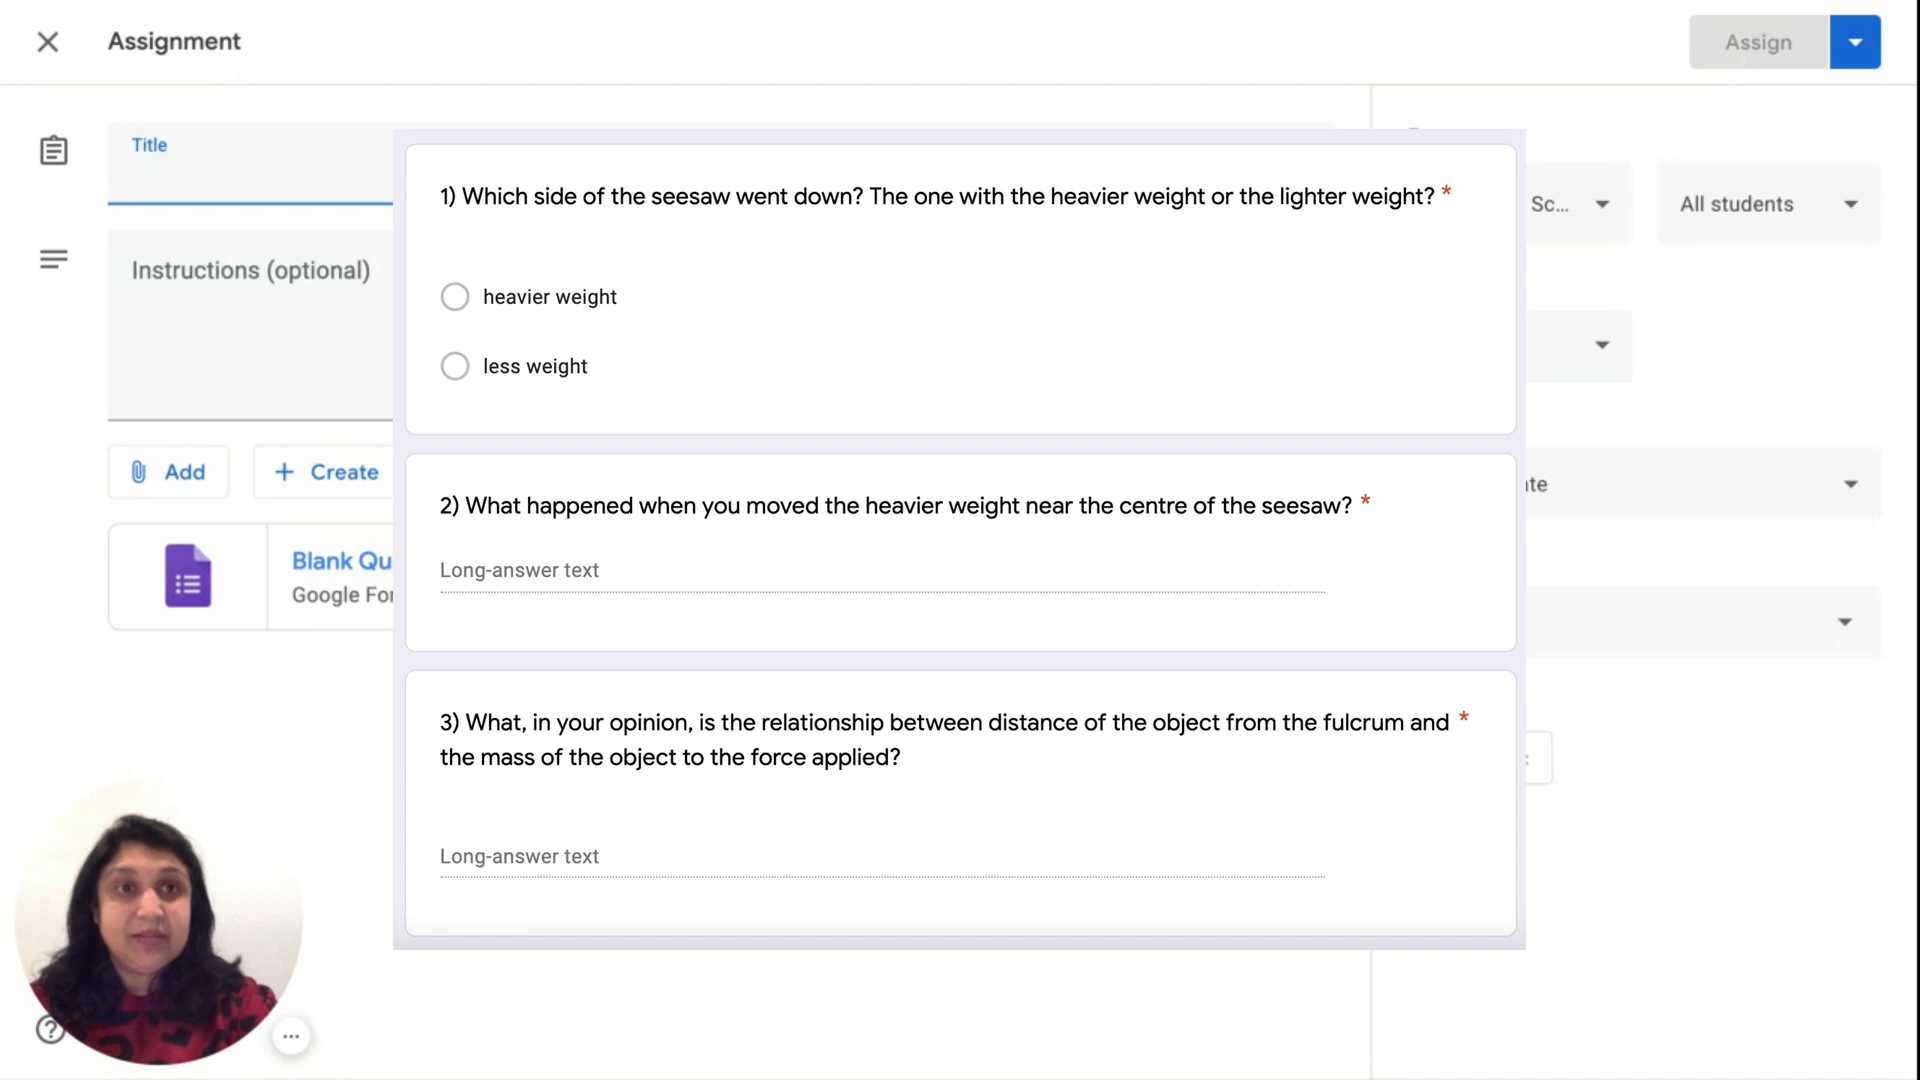 Assignment
Assign
Title
1) Which side of the seesaw went down? The one with the heavier weight or the lighter weight? *
Sc...
All students
Instructions (optional)
heavier weight
less weight
Add
Create
2) What happened when you moved the heavier weight near the centre of the seesaw? *
Long-answer text
Blank Qu
Google For
3) What, in your opinion, is the relationship between distance of the object from the fulcrum and *
the mass of the object to the force applied?
Long-answer text